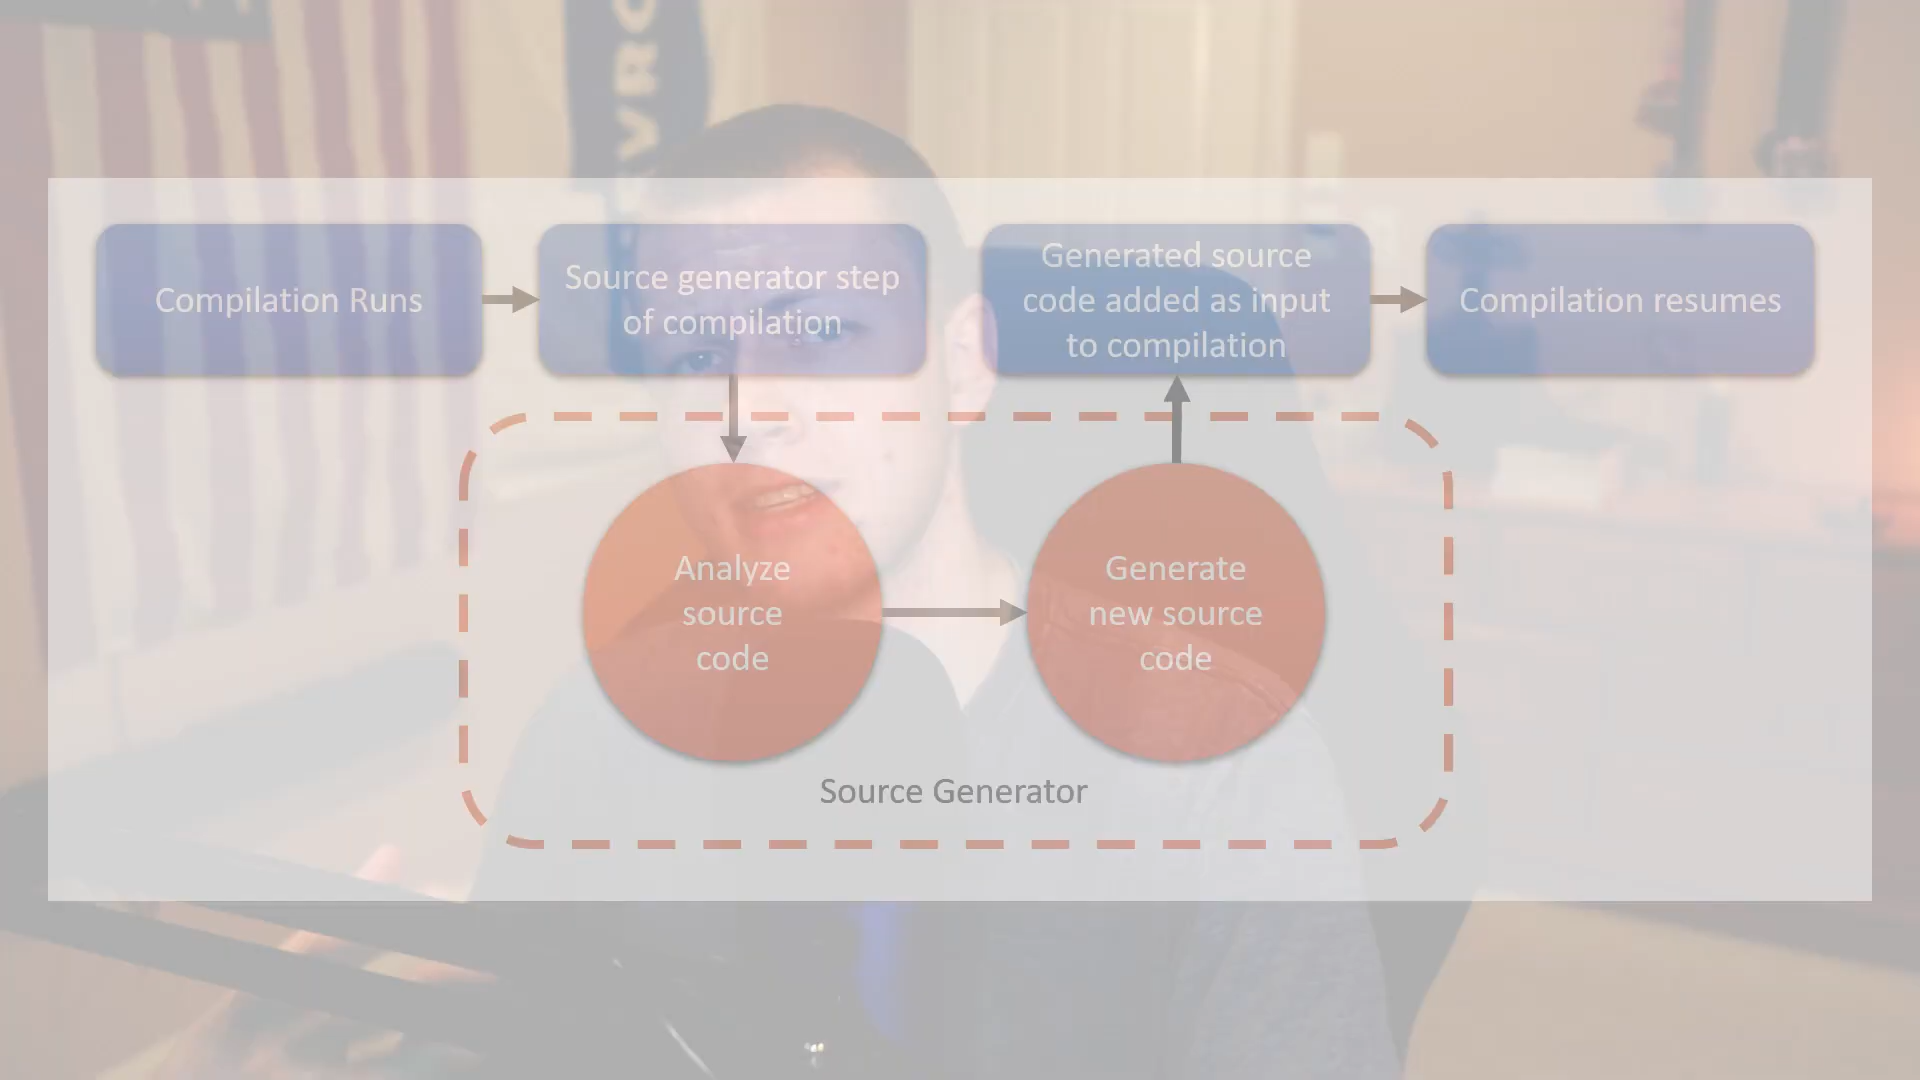 EVRO
Compilation Runs
Source generator step
of compilation
Generated source
code added as input
to compilation
Compilation resumes
Analyze
source
code
Generate
new source
code
Source Generator